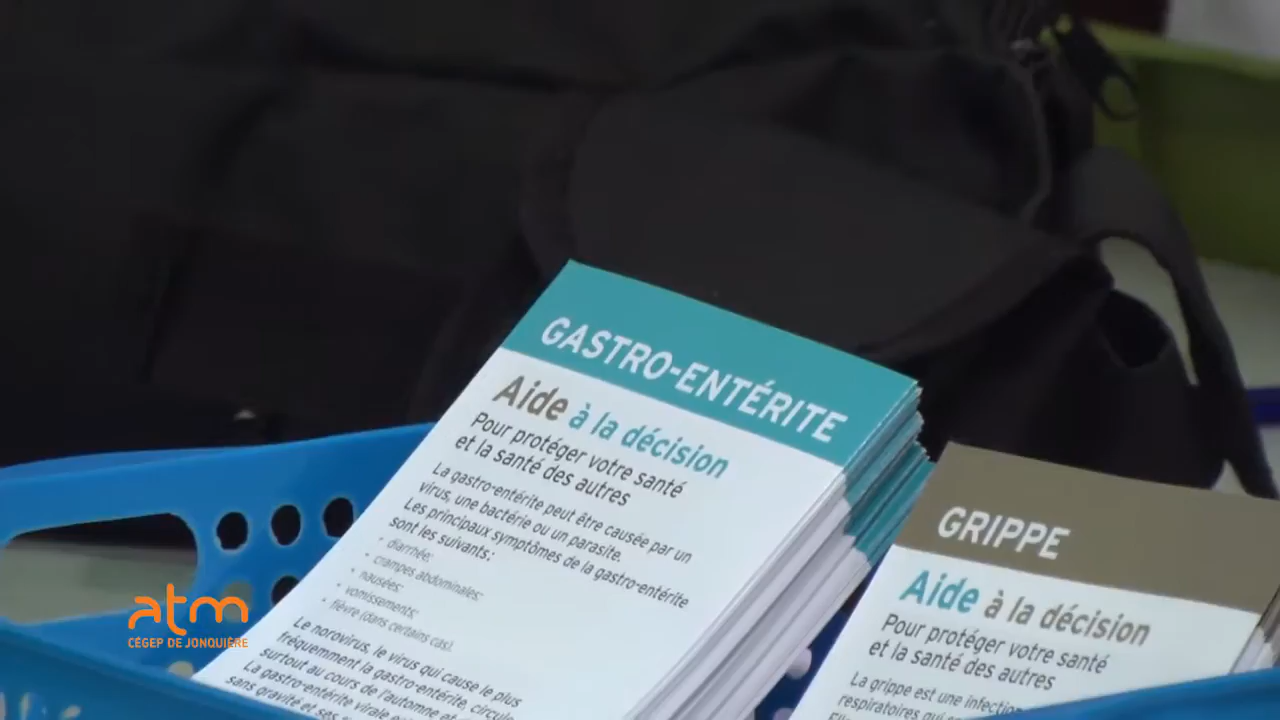 GASTRO-ENTÉRITE
Aide à la décision
Pour protéger votre santé
et la santé des autres
La gastro-entérite peut être causée par un
virus, une bactérie ou un parasite.
Les principaux symptômes de la gastro-entérite
sont les suivants:
• diarrhée;
• crampes abdominales;
• nausées;
• vomissements;
• fièvre (dans certains cas).
Le norovirus, le virus qui cause le plus
fréquemment la gastro-entérite, circule
surtout au cours de l'automne et
La gastro-entérite virale
sans gravité et ses
GRIPPE
Aide à la décision
Pour protéger votre santé
et la santé des autres
La grippe est une infection
respiratoires qui
atm
CÉGEP DE JONQUIÈRE